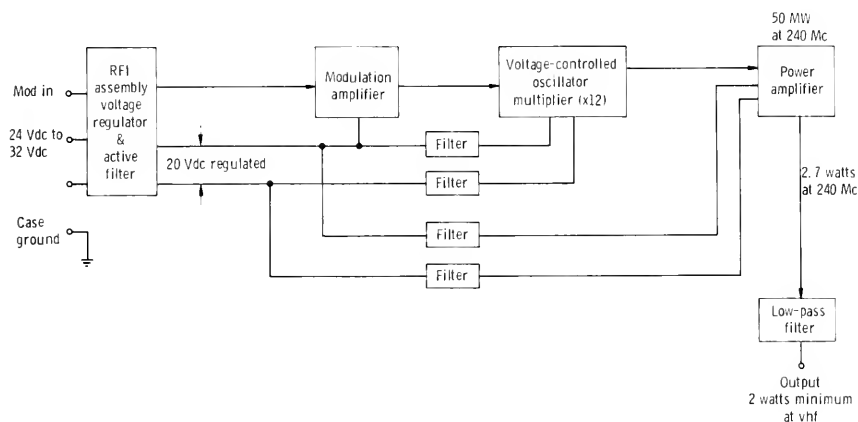 50 MW
at 240 Mc
RFI
assembly
voltage
regulator
&
active
filter
Modulation
amplifier
Voltage-controlled
oscillator
multiplier (x12)
Power
amplifier
Mod in
24 Vdc to
32 Vdc
20 Vdc regulated
Filter
Filter
Filter
Filter
Case
ground
2.7 watts
at 240 Mc
Low-pass
filter
Output
2 watts minimum
at vhf